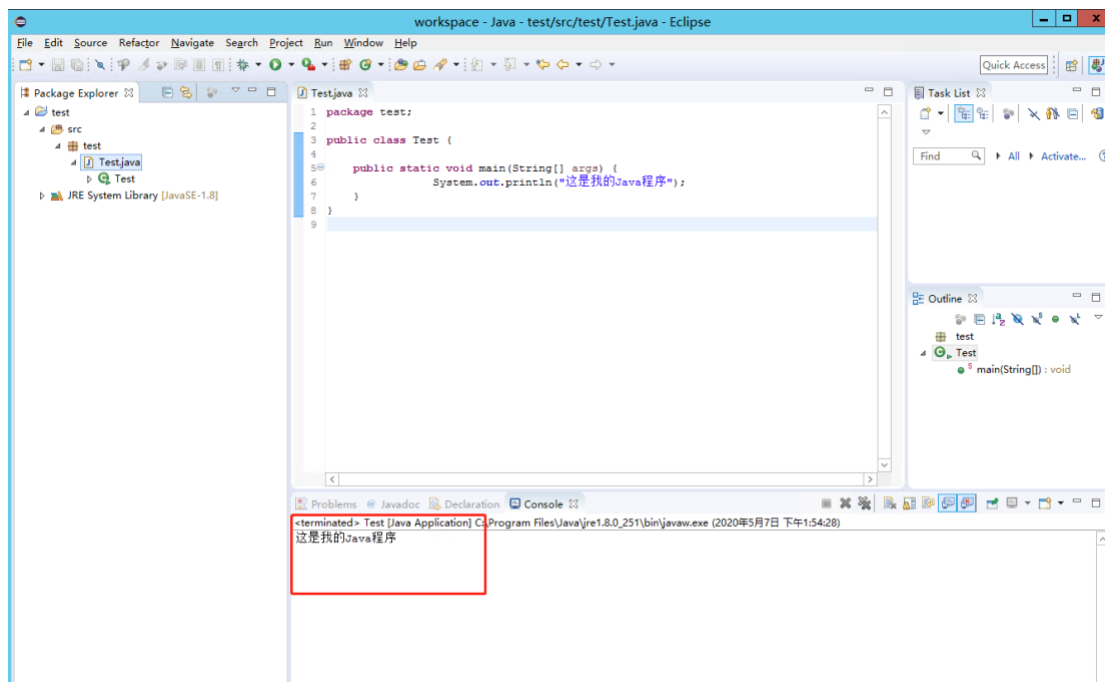 workspace - Java - test/src/test/Test.java - Eclipse
File Edit Source Refactor Navigate Search Project Run Window Help
Quick Access
Package Explorer
test
src
test
Test.java
Test
JRE System Library [JavaSE-1.8]
Test.java
1 package test;
2
3 public class Test {
4
5 public static void main(String[] args) {
6 System.out.println("这是我的Java程序");
7 }
8 }
9
Task List
Find All Activate...
Outline
test
Test
main(String[]) : void
Problems Javadoc Declaration Console
<terminated> Test [Java Application] C:\Program Files\Java\jre1.8.0_251\bin\javaw.exe (2020年5月7日 下午1:54:28)
这是我的Java程序